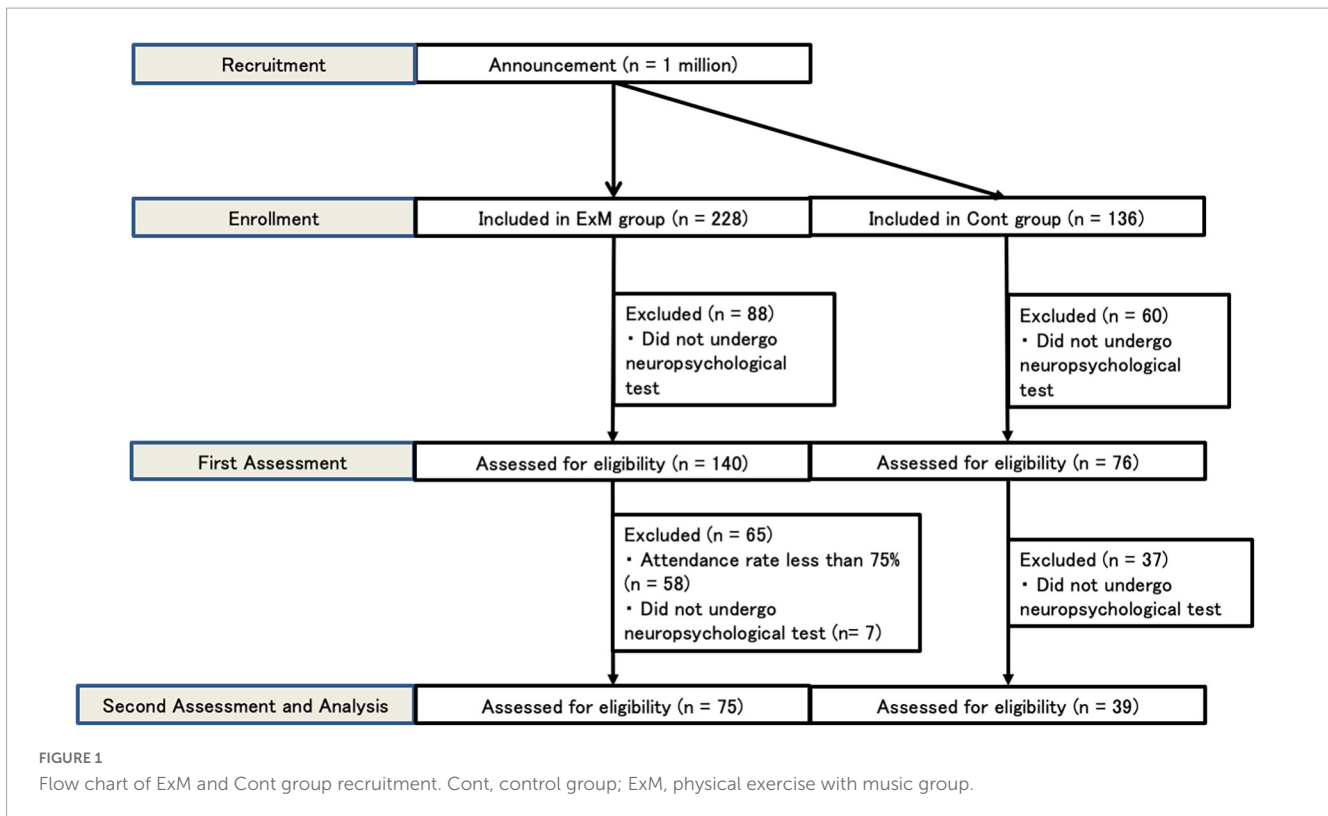 Recruitment
Announcement (n = 1 million)
Enrollment
Included in ExM group (n = 228)
Included in Cont group (n = 136)
Excluded (n = 88)
・Did not undergo
neuropsychological
test
Excluded (n = 60)
・Did not undergo
neuropsychological
test
First Assessment
Assessed for eligibility (n = 140)
Assessed for eligibility (n = 76)
Excluded (n = 65)
・Attendance rate less than 75%
(n = 58)
・Did not undergo
neuropsychological test (n= 7)
Excluded (n = 37)
・Did not undergo
neuropsychological test
Second Assessment and Analysis
Assessed for eligibility (n = 75)
Assessed for eligibility (n = 39)
FIGURE 1
Flow chart of ExM and Cont group recruitment. Cont, control group; ExM, physical exercise with music group.